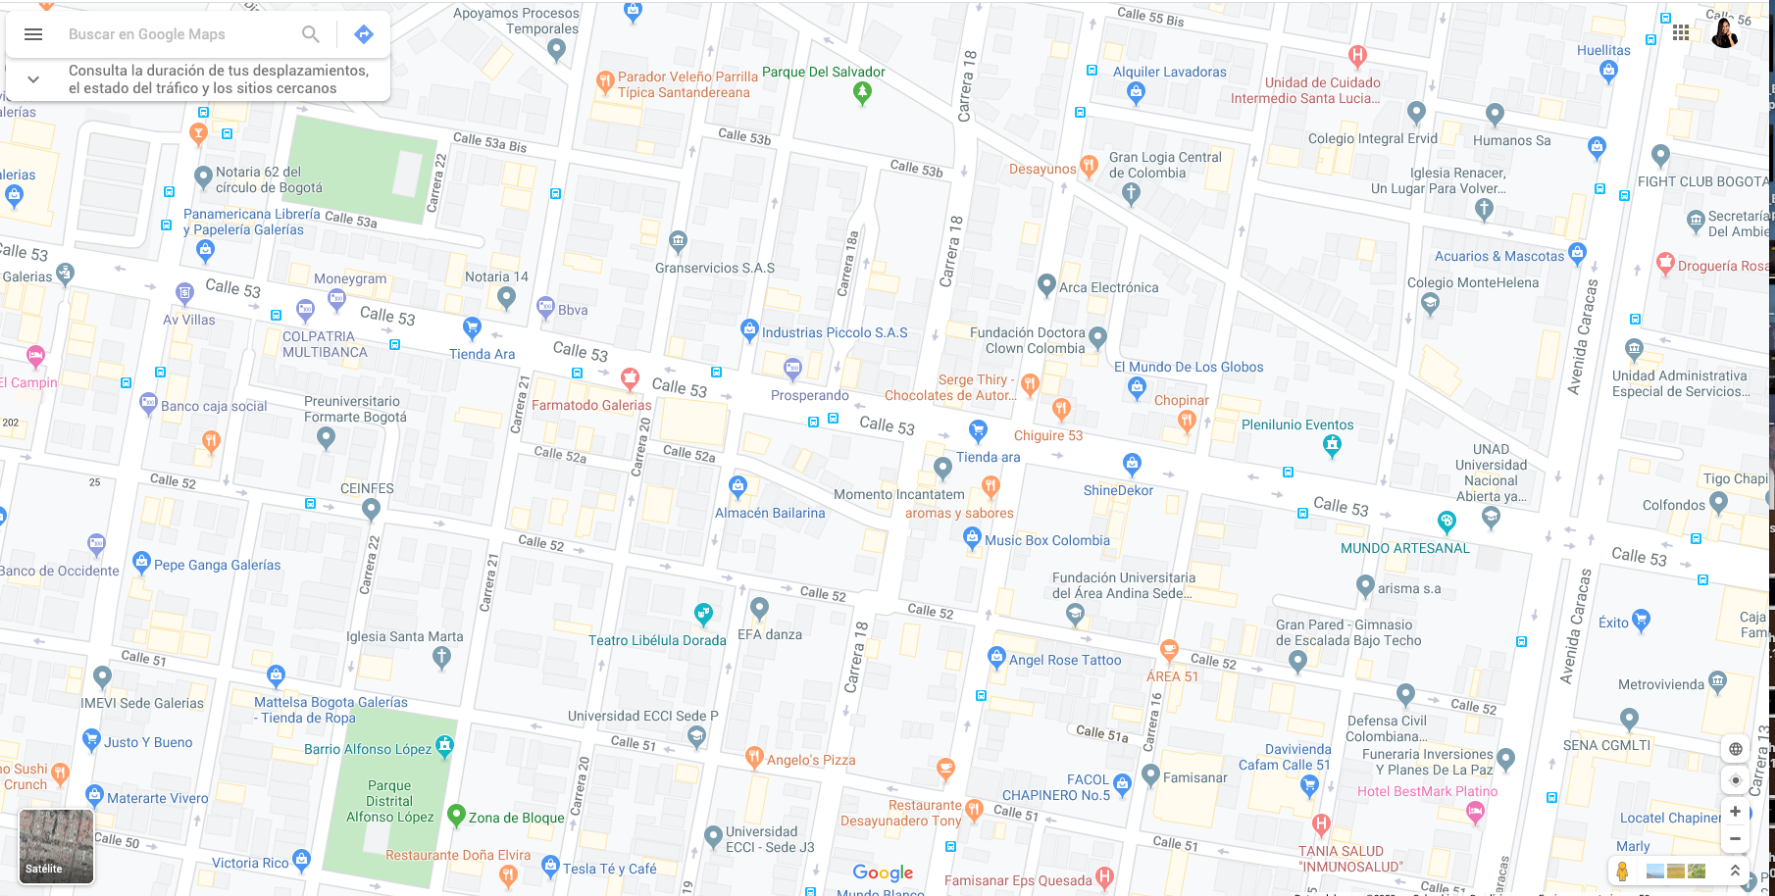 Buscar en Google Maps
Consulta la duración de tus desplazamientos,
el estado del tráfico y los sitios cercanos
Apoyamos Procesos
Temporales
Calle 55 Bis
Calle 56
Huellitas
Parador Veleño Parrilla
Típica Santandereana
Parque Del Salvador
Carrera 18
Alquiler Lavadoras
Unidad de Cuidado
Intermedio Santa Lucia...
Colegio Integral Ervid
Humanos Sa
Calle 53a Bis
Calle 53b
Calle 53b
Carrera 22
Desayunos
Gran Logia Central
de Colombia
Iglesia Renacer,
Un Lugar Para Volver...
FIGHT CLUB BOGOTA
Notaria 62 del
círculo de Bogotá
Panamericana Librería
y Papelería Galerías
Calle 53a
Secretaría
Del Ambie
Calle 53
Galerias
Moneygram
Notaria 14
Granservicios S.A.S
Carrera 18a
Carrera 18
Acuarios & Mascotas
Droguería Rosa
Colegio MonteHelena
Arca Electrónica
Calle 53
Av Villas
COLPATRIA
MULTIBANCA
Calle 53
Bbva
Tienda Ara
Calle 53
Industrias Piccolo S.A.S
Fundación Doctora
Clown Colombia
Avenida Caracas
El Campin
El Mundo De Los Globos
Unidad Administrativa
Especial de Servicios...
Banco caja social
Preuniversitario
Formarte Bogotá
Carrera 21
Farmatodo Galerias
Calle 53
Prosperando
Serge Thiry -
Chocolates de Autor...
Chopinar
202
Carrera 20
Calle 53
Chiguire 53
Plenilunio Eventos
Tienda ara
Calle 52a
Calle 52a
UNAD
Universidad
Nacional
Abierta ya...
Tigo Chapi
25
Calle 52
CEINFES
Almacén Bailarina
Momento Incantatem
aromas y sabores
ShineDekor
Calle 53
Colfondos
Music Box Colombia
MUNDO ARTESANAL
Calle 53
Banco de Occidente
Pepe Ganga Galerías
Carrera 22
Carrera 21
Calle 52
Calle 52
Fundación Universitaria
del Área Andina Sede...
arisma s.a
Avenida Caracas
Teatro Libélula Dorada
EFA danza
Calle 52
Gran Pared - Gimnasio
de Escalada Bajo Techo
Éxito
Iglesia Santa Marta
Calle 51
Carrera 18
Angel Rose Tattoo
Calle 52
ÁREA 51
IMEVI Sede Galerías
Mattelsa Bogota Galerías
- Tienda de Ropa
Universidad ECCI Sede P
Carrera 16
Calle 52
Metrovivienda
Justo Y Bueno
Barrio Alfonso López
Calle 51
Calle 51a
Defensa Civil
Colombiana...
SENA CGMLTI
Carrera 13
Angelo's Pizza
Davivienda
Cafam Calle 51
Funeraria Inversiones
Y Planes De La Paz
Crunch
Materarte Vivero
Parque
Distrital
Alfonso López
Carrera 20
FACOL
CHAPINERO No.5
Famisanar
Hotel BestMark Platino
Zona de Bloque
Restaurante
Desayunadero Tony
Calle 50
Universidad
ECCI - Sede J3
Calle 51
Locatel Chapiner
Marly
Satélite
Victoria Rico
Restaurante Doña Elvira
Tesla Té y Café
Google
Famisanar Eps Quesada
TANIA SALUD
"INMUNOSALUD"
Mundo Blanco